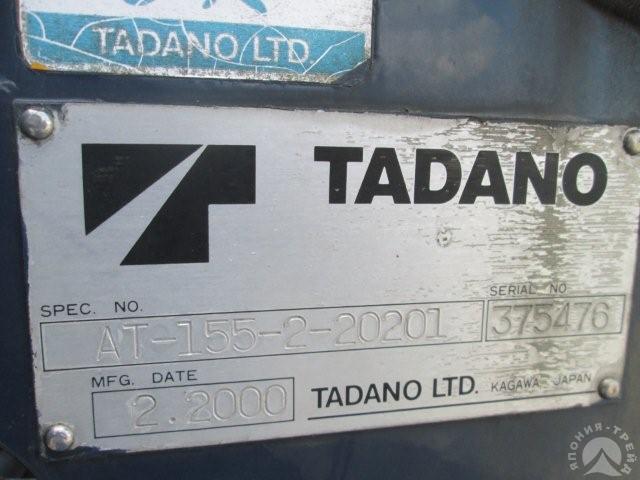 TADANO LTD.
TADANO
SPEC. NO.
SERIAL NO
AT-155-2-20201
375476
MFG. DATE
2.2000
TADANO LTD. KAGAWA JAPAN
ЯПОНИЯ-ТРЕЙД